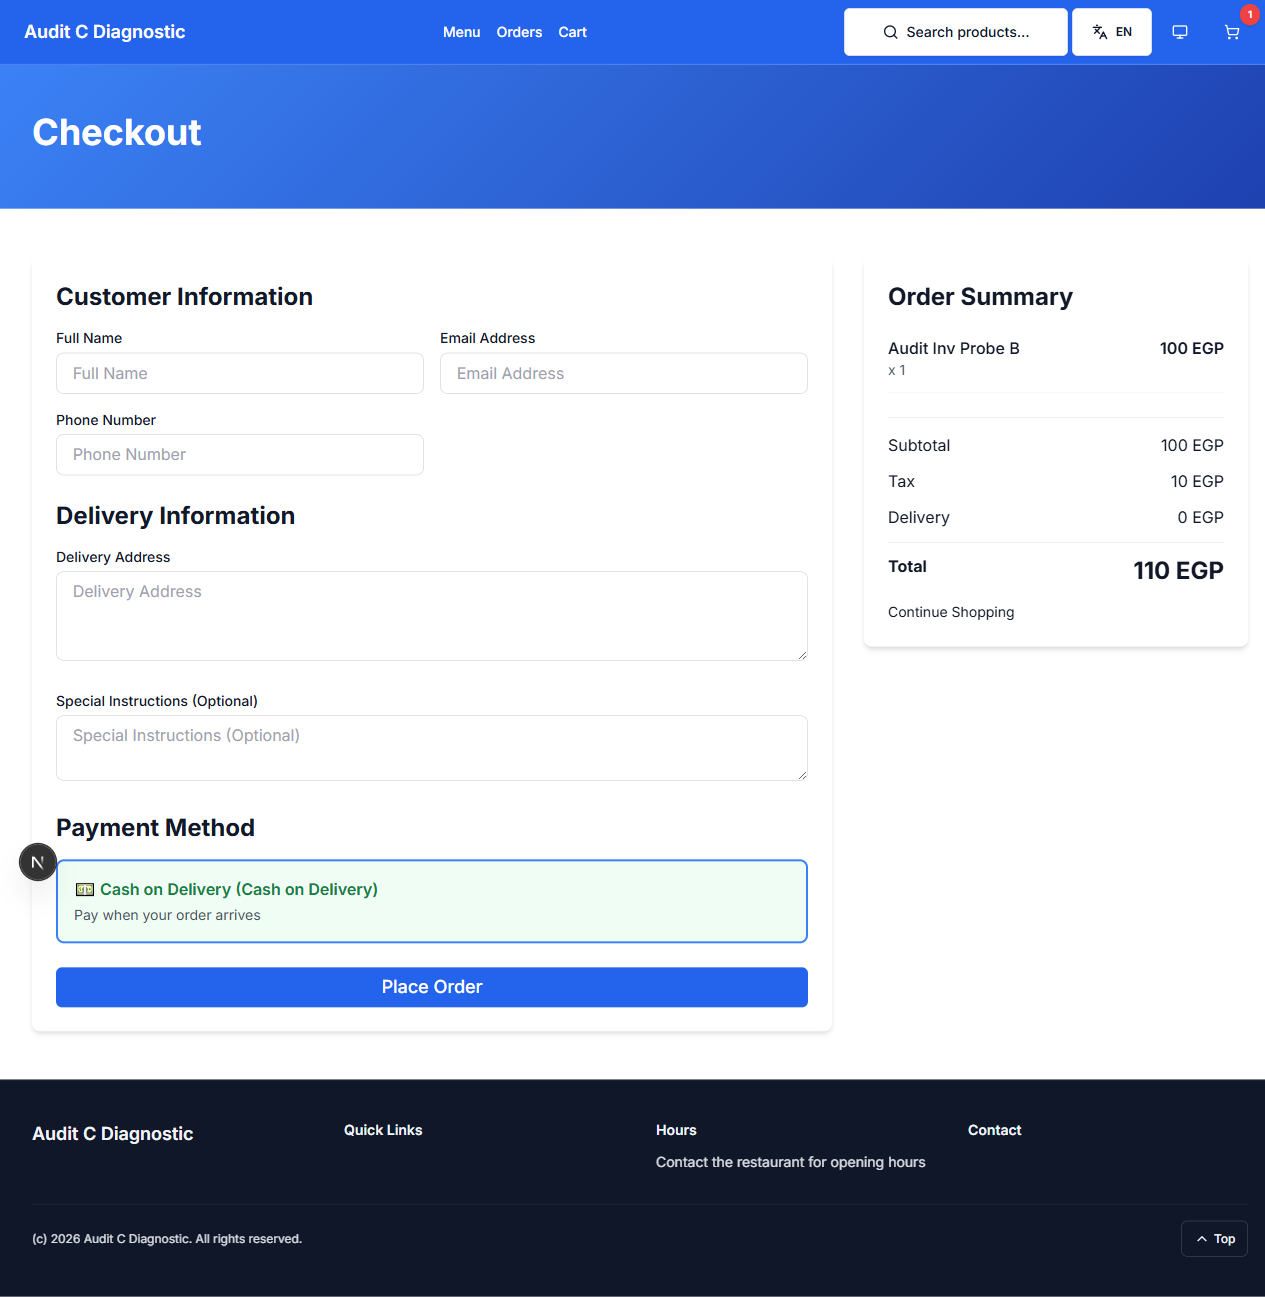 Audit C Diagnostic
Menu Orders Cart
Search products...
EN
1
Checkout
Customer Information
Full Name
Full Name
Email Address
Email Address
Phone Number
Phone Number
Delivery Information
Delivery Address
Delivery Address
Special Instructions (Optional)
Special Instructions (Optional)
Payment Method
N
Cash on Delivery (Cash on Delivery)
Pay when your order arrives
Place Order
Order Summary
Audit Inv Probe B 100 EGP
x 1
Subtotal 100 EGP
Tax 10 EGP
Delivery 0 EGP
Total 110 EGP
Continue Shopping
Audit C Diagnostic
Quick Links
Hours
Contact the restaurant for opening hours
Contact
(c) 2026 Audit C Diagnostic. All rights reserved.
Top